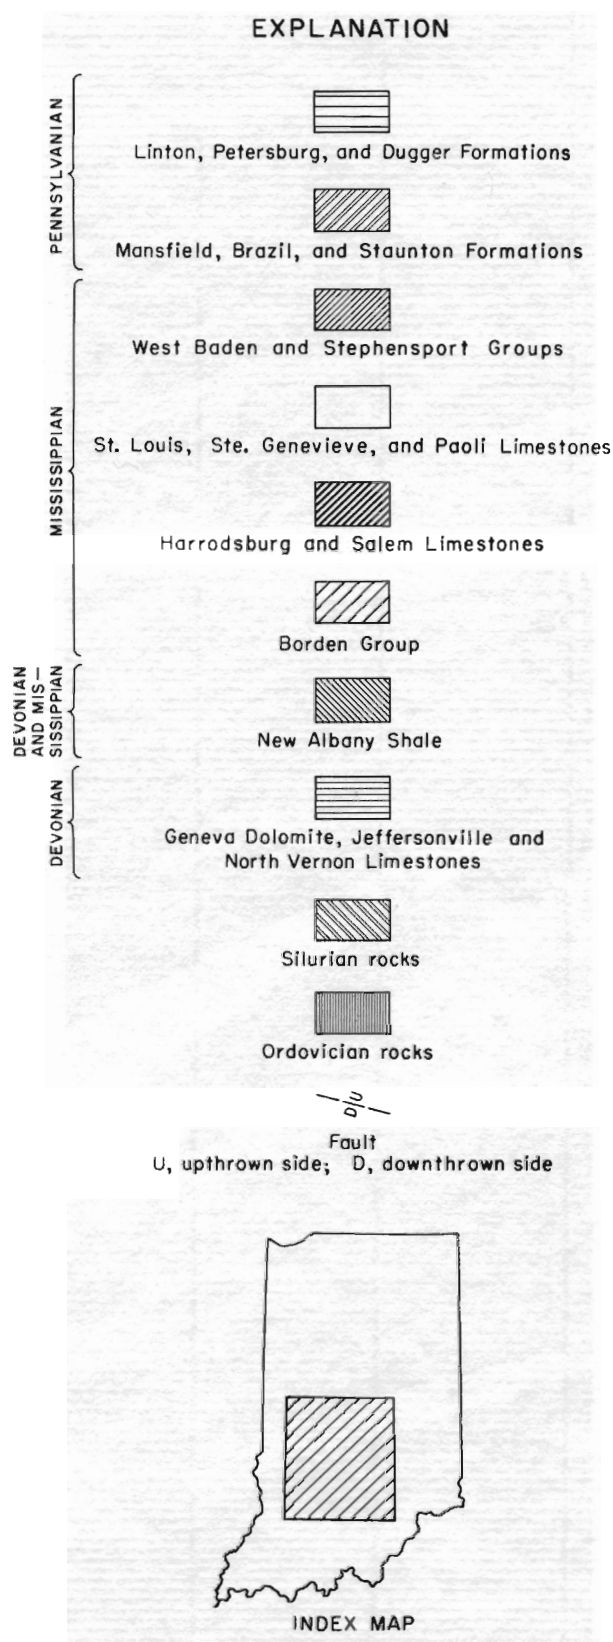 EXPLANATION
PENNSYLVANIAN
Linton, Petersburg, and Dugger Formations
Mansfield, Brazil, and Staunton Formations
MISSISSIPPIAN
West Baden and Stephensport Groups
St. Louis, Ste. Genevieve, and Paoli Limestones
Harrodsburg and Salem Limestones
Borden Group
DEVONIAN
AND MIS–
SISSIPPIAN
New Albany Shale
DEVONIAN
Geneva Dolomite, Jeffersonville and
North Vernon Limestones
Silurian rocks
Ordovician rocks
D/U
Fault
U, upthrown side; D, downthrown side
INDEX MAP